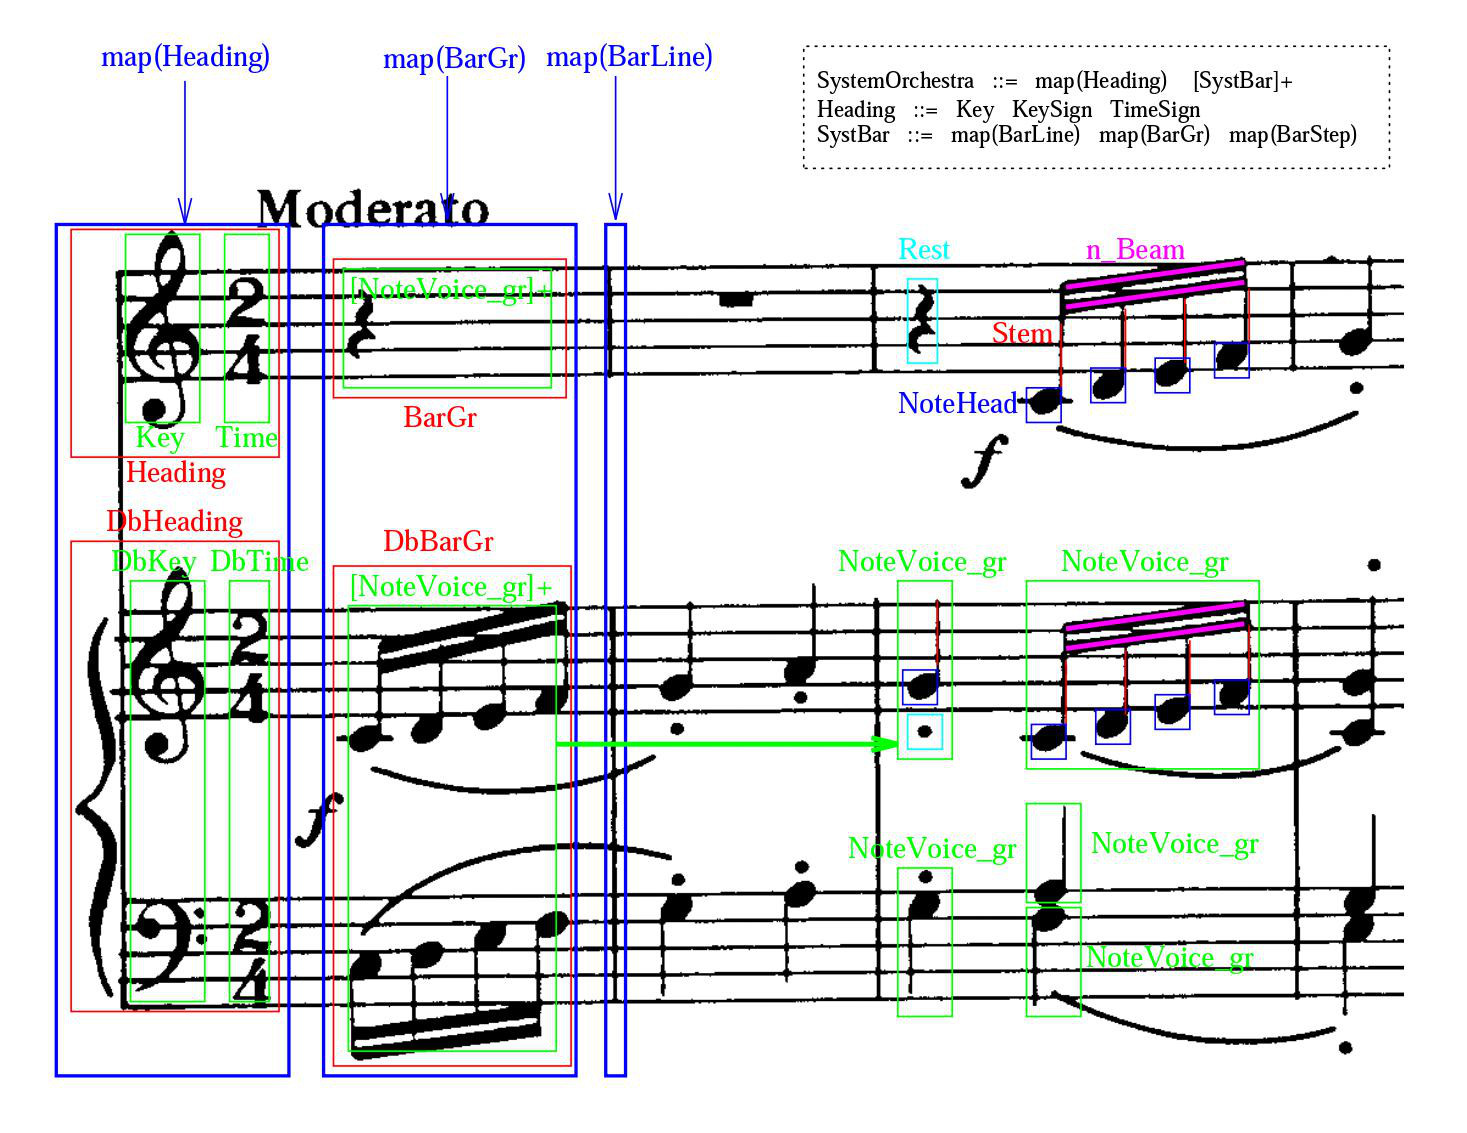 map(Heading) map(BarGr) map(BarLine)
SystemOrchestra ::= map(Heading) [SystBar]+
Heading ::= Key KeySign TimeSign
SystBar ::= map(BarLine) map(BarGr) map(BarStep)
Moderato
Rest n_Beam
[NoteVoice_gr]+
2
4
Stem
NoteHead
BarGr
Key Time
Heading
f
DbHeading
DbBarGr
DbKey DbTime
NoteVoice_gr NoteVoice_gr
[NoteVoice_gr]+
2
4
f
NoteVoice_gr NoteVoice_gr
2
4
NoteVoice_gr